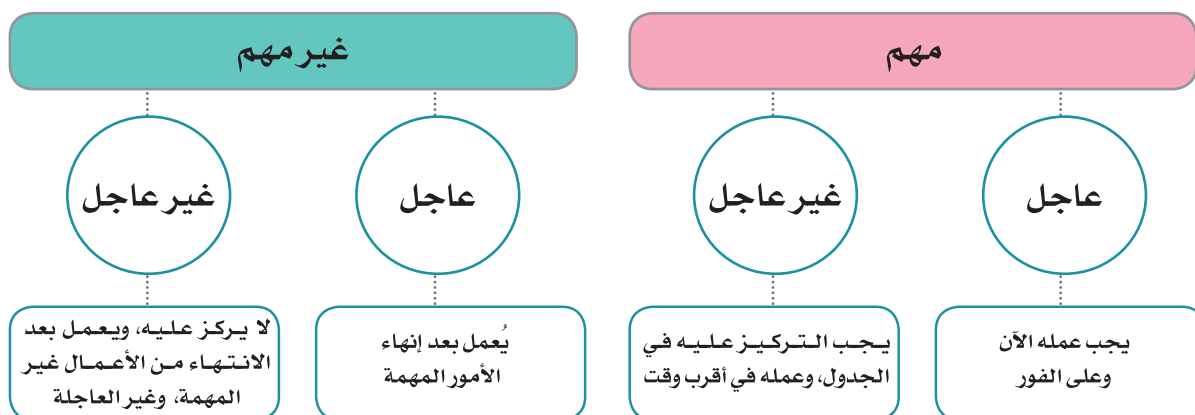 مهم
غير مهم
عاجل
غير عاجل
عاجل
غير عاجل
يجب عمله الآن
وعلى الفور
يجب التركيز عليه في
الجدول، وعمله في أقرب وقت
يُعمل بعد إنهاء
الأمور المهمة
لا يركز عليه، ويعمل بعد
الانتهاء من الأعمال غير
المهمة، وغير العاجلة